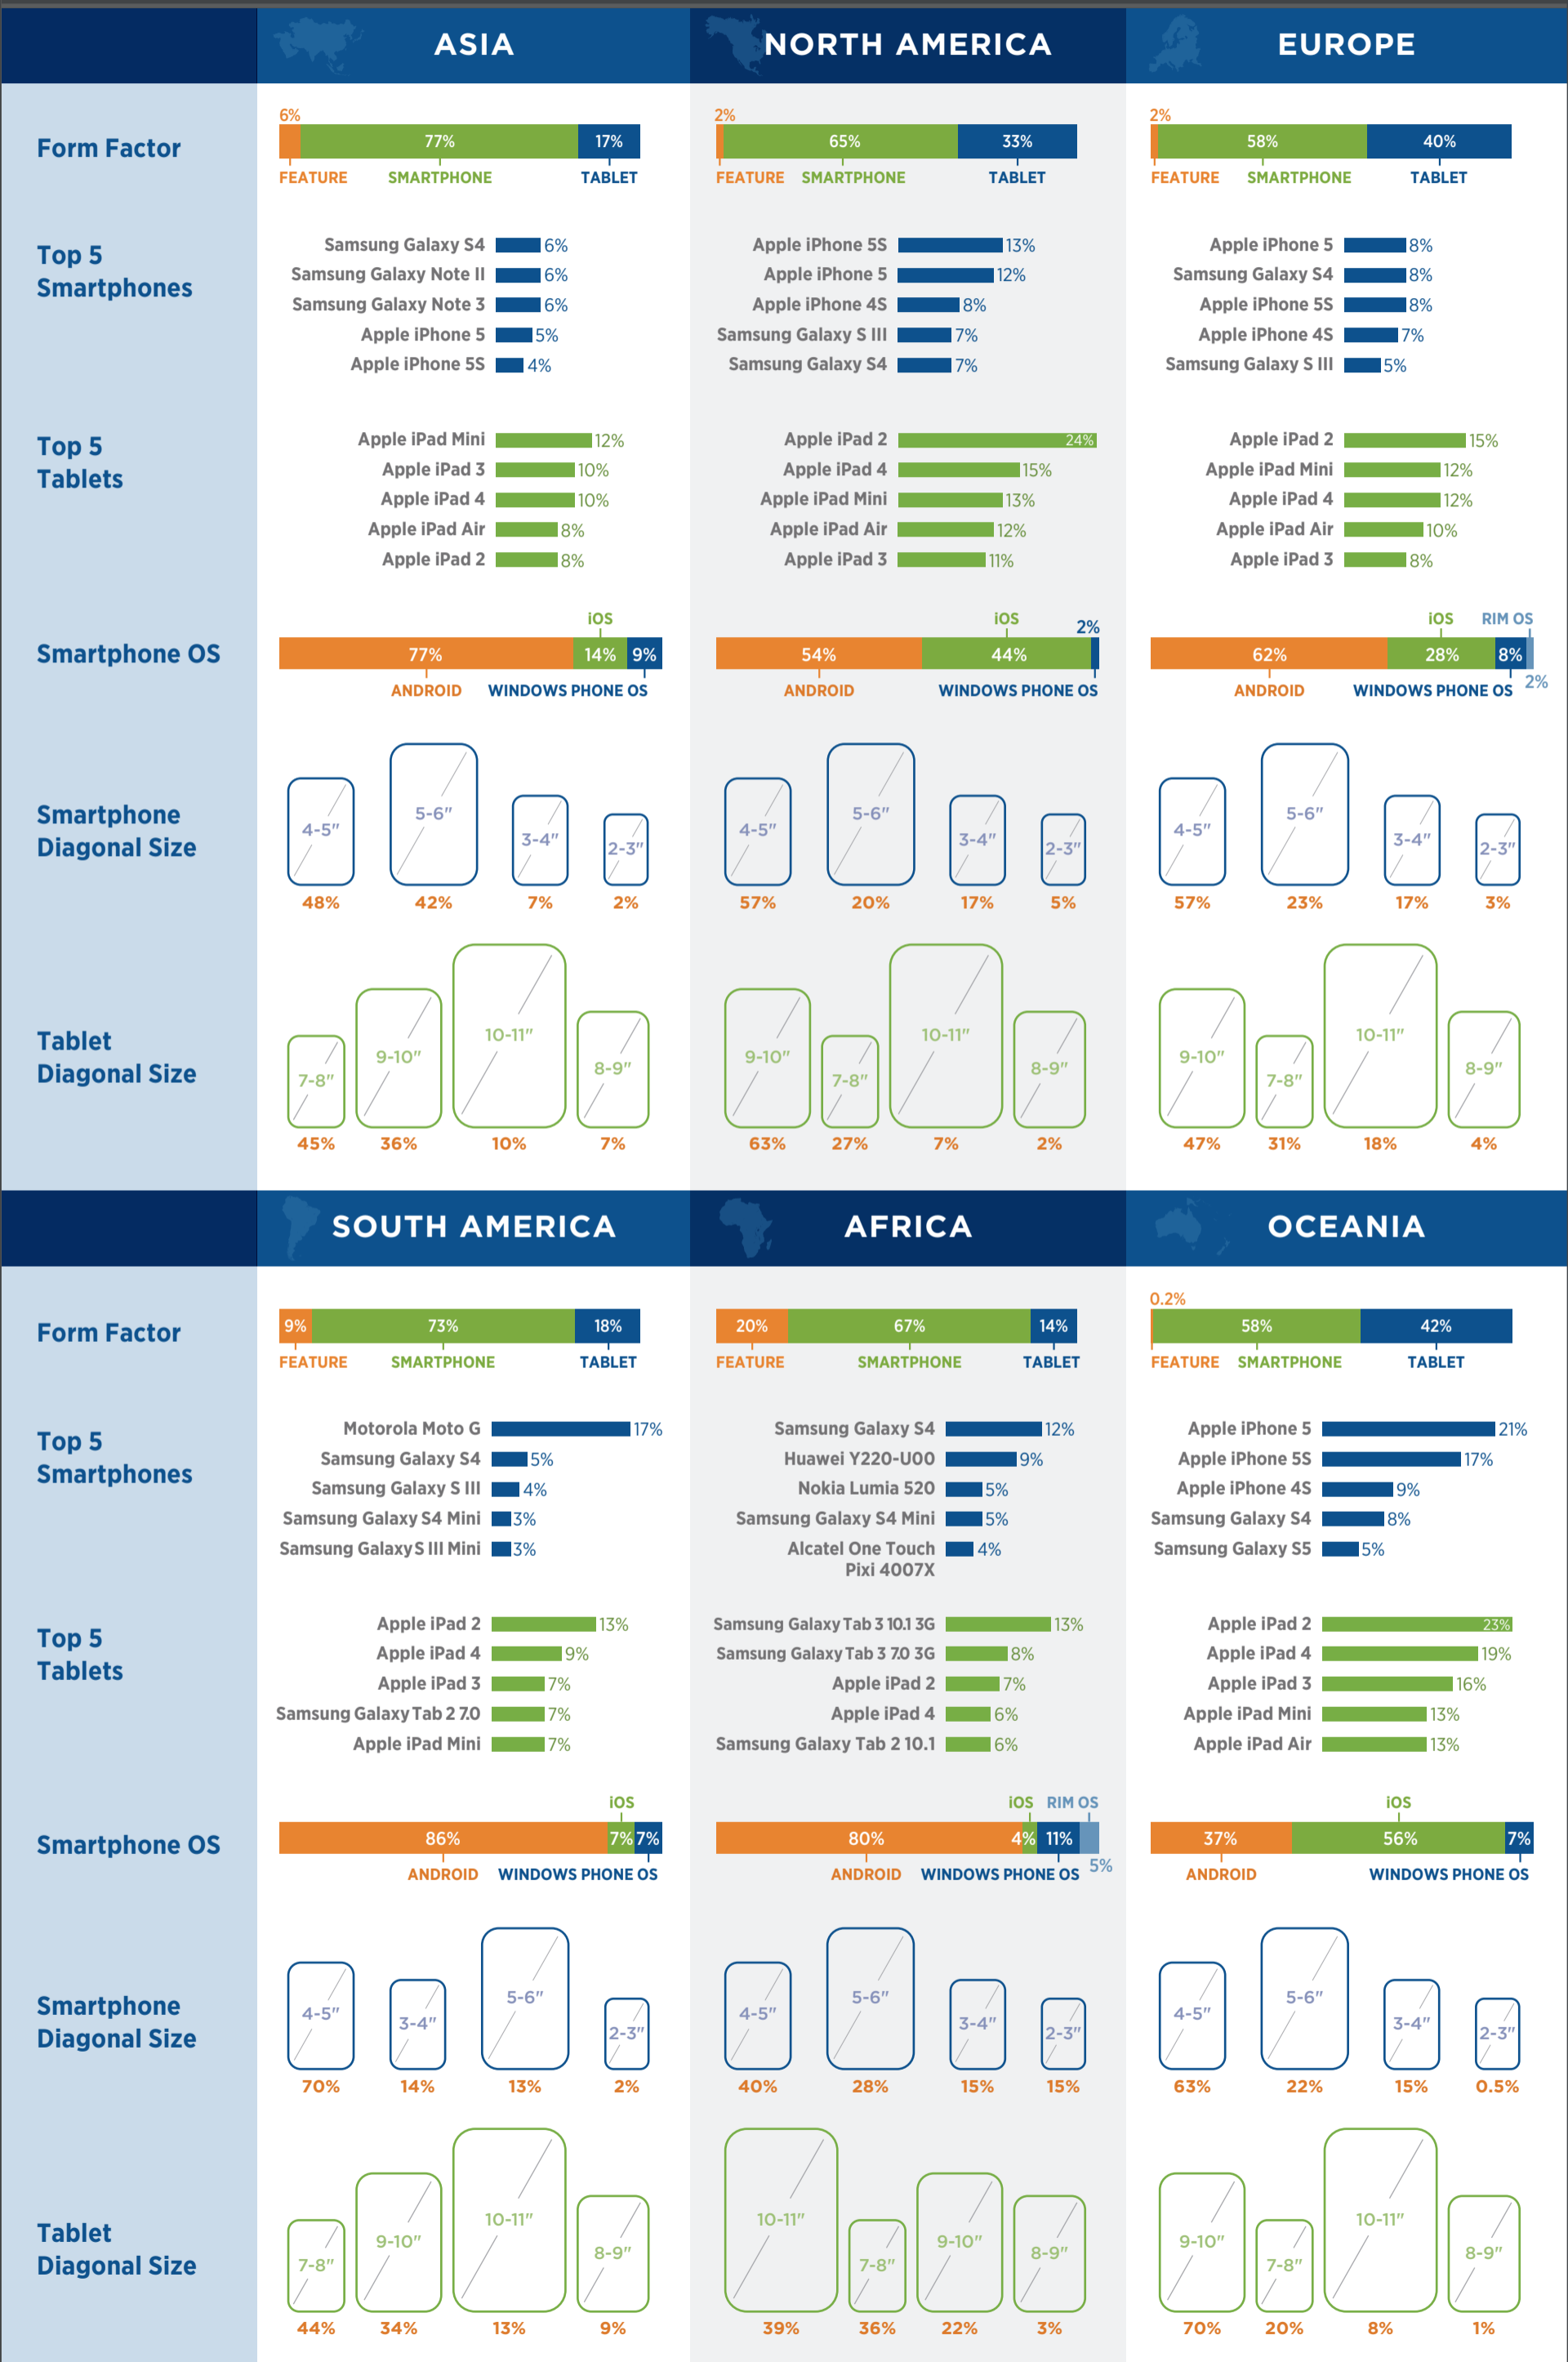 ASIA
NORTH AMERICA
EUROPE
Form Factor
6%
77%
17%
FEATURE
SMARTPHONE
TABLET
2%
65%
33%
FEATURE
SMARTPHONE
TABLET
2%
58%
40%
FEATURE
SMARTPHONE
TABLET
Top 5
Smartphones
Samsung Galaxy S4 6%
Samsung Galaxy Note II 6%
Samsung Galaxy Note 3 6%
Apple iPhone 5 5%
Apple iPhone 5S 4%
Apple iPhone 5S 13%
Apple iPhone 5 12%
Apple iPhone 4S 8%
Samsung Galaxy S III 7%
Samsung Galaxy S4 7%
Apple iPhone 5 8%
Samsung Galaxy S4 8%
Apple iPhone 5S 8%
Apple iPhone 4S 7%
Samsung Galaxy S III 5%
Top 5
Tablets
Apple iPad Mini 12%
Apple iPad 3 10%
Apple iPad 4 10%
Apple iPad Air 8%
Apple iPad 2 8%
Apple iPad 2 24%
Apple iPad 4 15%
Apple iPad Mini 13%
Apple iPad Air 12%
Apple iPad 3 11%
Apple iPad 2 15%
Apple iPad Mini 12%
Apple iPad 4 12%
Apple iPad Air 10%
Apple iPad 3 8%
Smartphone OS
iOS
77%
14%
9%
ANDROID
WINDOWS PHONE OS
iOS
2%
54%
44%
ANDROID
WINDOWS PHONE OS
iOS
RIM OS
62%
28%
8%
2%
ANDROID
WINDOWS PHONE OS
Smartphone
Diagonal Size
4-5"
5-6"
3-4"
2-3"
48%
42%
7%
2%
4-5"
5-6"
3-4"
2-3"
57%
20%
17%
5%
4-5"
5-6"
3-4"
2-3"
57%
23%
17%
3%
Tablet
Diagonal Size
7-8"
9-10"
10-11"
8-9"
45%
36%
10%
7%
9-10"
7-8"
10-11"
8-9"
63%
27%
7%
2%
9-10"
7-8"
10-11"
8-9"
47%
31%
18%
4%
SOUTH AMERICA
AFRICA
OCEANIA
Form Factor
9%
73%
18%
FEATURE
SMARTPHONE
TABLET
20%
67%
14%
FEATURE
SMARTPHONE
TABLET
0.2%
58%
42%
FEATURE
SMARTPHONE
TABLET
Top 5
Smartphones
Motorola Moto G 17%
Samsung Galaxy S4 5%
Samsung Galaxy S III 4%
Samsung Galaxy S4 Mini 3%
Samsung Galaxy S III Mini 3%
Samsung Galaxy S4 12%
Huawei Y220-U00 9%
Nokia Lumia 520 5%
Samsung Galaxy S4 Mini 5%
Alcatel One Touch 4%
Pixi 4007X
Apple iPhone 5 21%
Apple iPhone 5S 17%
Apple iPhone 4S 9%
Samsung Galaxy S4 8%
Samsung Galaxy S5 5%
Top 5
Tablets
Apple iPad 2 13%
Apple iPad 4 9%
Apple iPad 3 7%
Samsung Galaxy Tab 2 7.0 7%
Apple iPad Mini 7%
Samsung Galaxy Tab 3 10.1 3G 13%
Samsung Galaxy Tab 3 7.0 3G 8%
Apple iPad 2 7%
Apple iPad 4 6%
Samsung Galaxy Tab 2 10.1 6%
Apple iPad 2 23%
Apple iPad 4 19%
Apple iPad 3 16%
Apple iPad Mini 13%
Apple iPad Air 13%
Smartphone OS
iOS
86%
7%
7%
ANDROID
WINDOWS PHONE OS
iOS
RIM OS
80%
4%
11%
5%
ANDROID
WINDOWS PHONE OS
iOS
37%
56%
7%
ANDROID
WINDOWS PHONE OS
Smartphone
Diagonal Size
4-5"
3-4"
5-6"
2-3"
70%
14%
13%
2%
4-5"
5-6"
3-4"
2-3"
40%
28%
15%
15%
4-5"
5-6"
3-4"
2-3"
63%
22%
15%
0.5%
Tablet
Diagonal Size
7-8"
9-10"
10-11"
8-9"
44%
34%
13%
9%
10-11"
7-8"
9-10"
8-9"
39%
36%
22%
3%
9-10"
7-8"
10-11"
8-9"
70%
20%
8%
1%